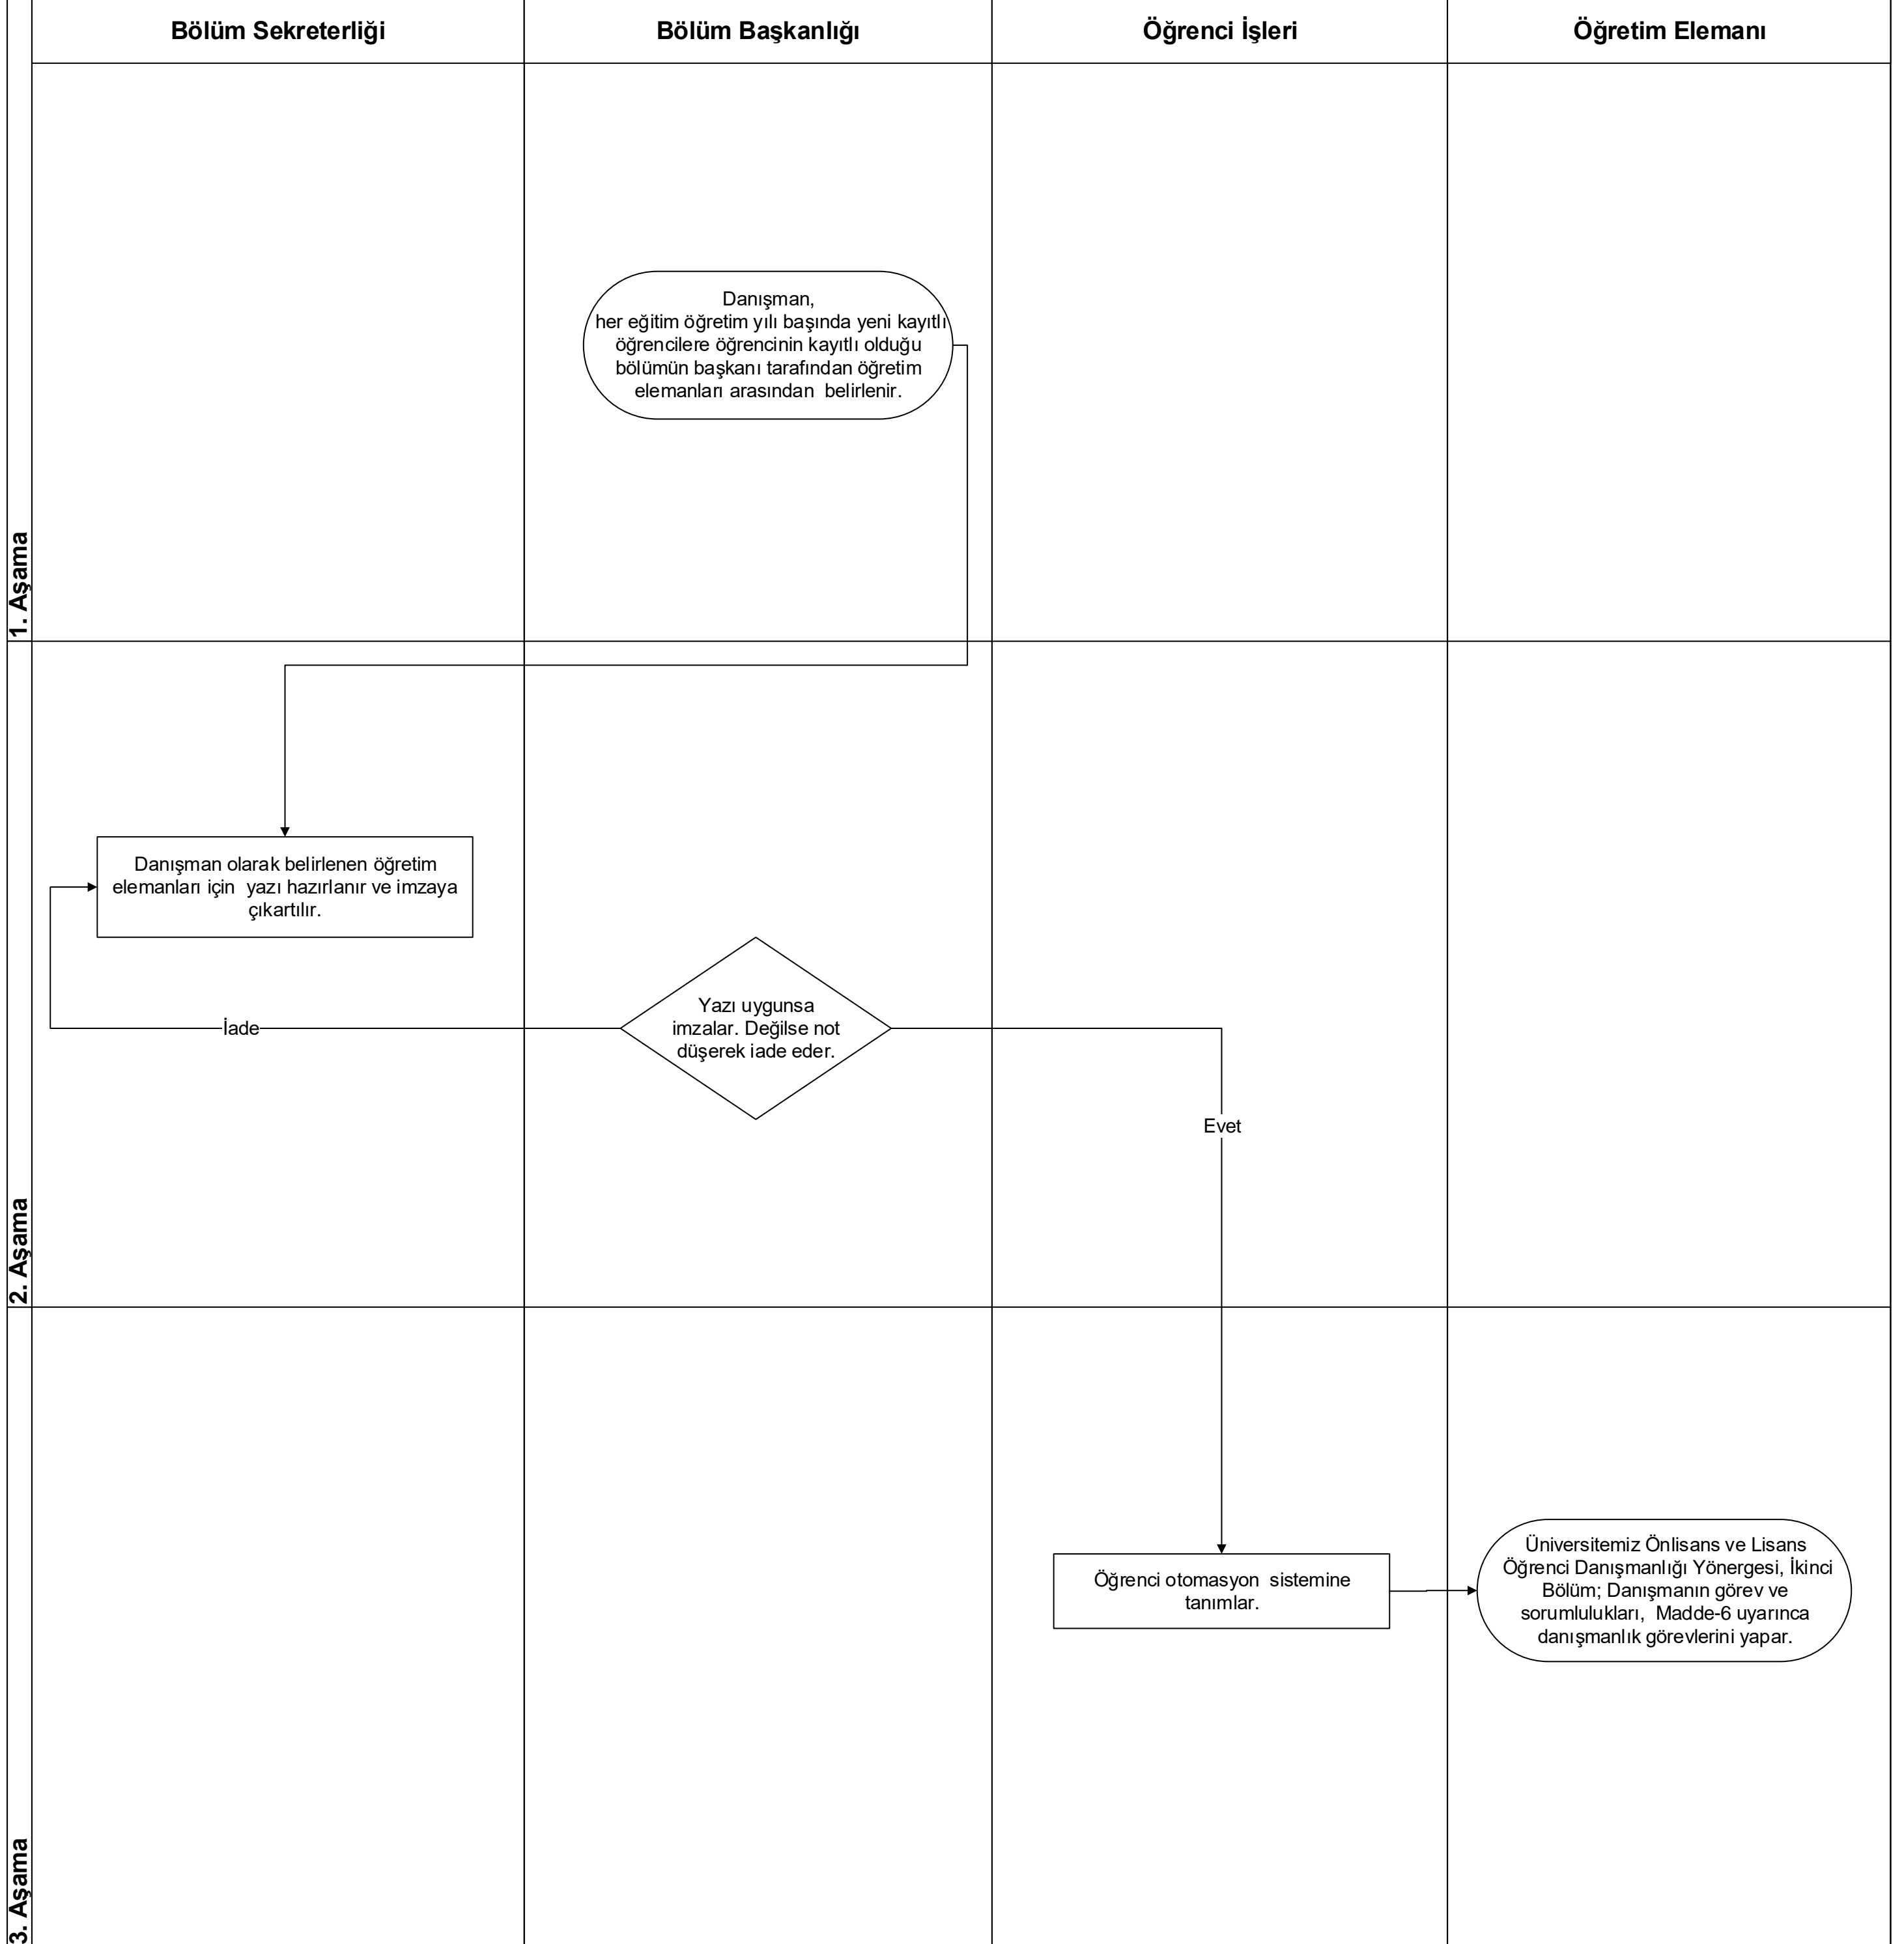 Bölüm Sekreterliği
Bölüm Başkanlığı
Öğrenci İşleri
Öğretim Elemanı
1. Aşama
Danışman,
her eğitim öğretim yılı başında yeni kayıtlı
öğrencilere öğrencinin kayıtlı olduğu
bölümün başkanı tarafından öğretim
elemanları arasından  belirlenir.
2. Aşama
Danışman olarak belirlenen öğretim
elemanları için  yazı hazırlanır ve imzaya
çıkartılır.
Yazı uygunsa
imzalar. Değilse not
düşerek iade eder.
İade
Evet
3. Aşama
Öğrenci otomasyon  sistemine
tanımlar.
Üniversitemiz Önlisans ve Lisans
Öğrenci Danışmanlığı Yönergesi, İkinci
Bölüm; Danışmanın görev ve
sorumlulukları,  Madde-6 uyarınca
danışmanlık görevlerini yapar.